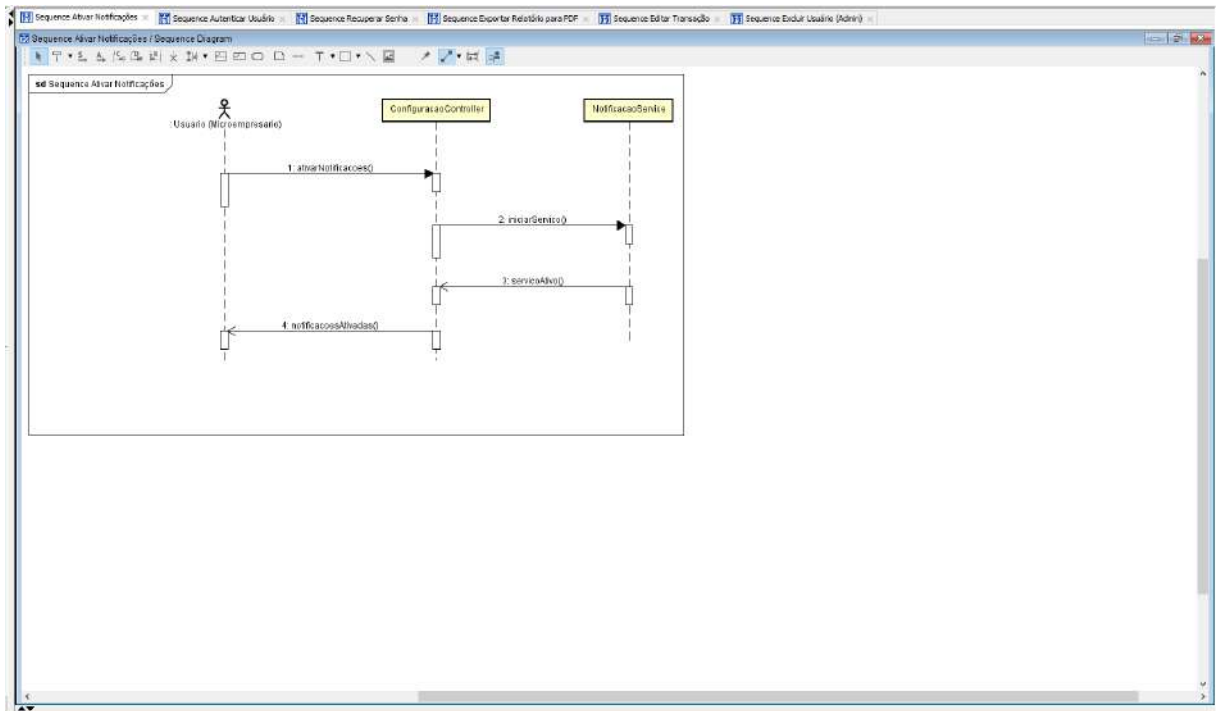 Sequence Ativar Notificações
Sequence Autenticar Usuário
Sequence Recuperar Senha
Sequence Exportar Relatório para PDF
Sequence Editar Transação
Sequence Excluir Usuário (Admin)
Sequence Ativar Notificações / Sequence Diagram
sd Sequence Ativar Notificações
: Usuario (Microempresario)
ConfiguracaoController
NotificacaoService
1: ativarNotificacoes()
2: iniciarServico()
3: servicoAtivo()
4: notificacoesAtivadas()